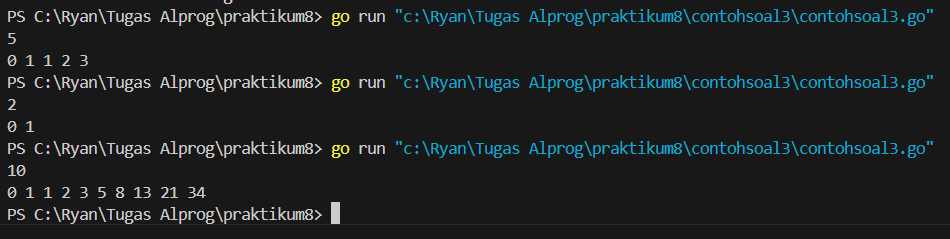 PS C:\Ryan\Tugas Alprog\praktikum8> go run "c:\Ryan\Tugas Alprog\praktikum8\contohsoal3\contohsoal3.go"
5
0 1 1 2 3
PS C:\Ryan\Tugas Alprog\praktikum8> go run "c:\Ryan\Tugas Alprog\praktikum8\contohsoal3\contohsoal3.go"
2
0 1
PS C:\Ryan\Tugas Alprog\praktikum8> go run "c:\Ryan\Tugas Alprog\praktikum8\contohsoal3\contohsoal3.go"
10
0 1 1 2 3 5 8 13 21 34
PS C:\Ryan\Tugas Alprog\praktikum8>